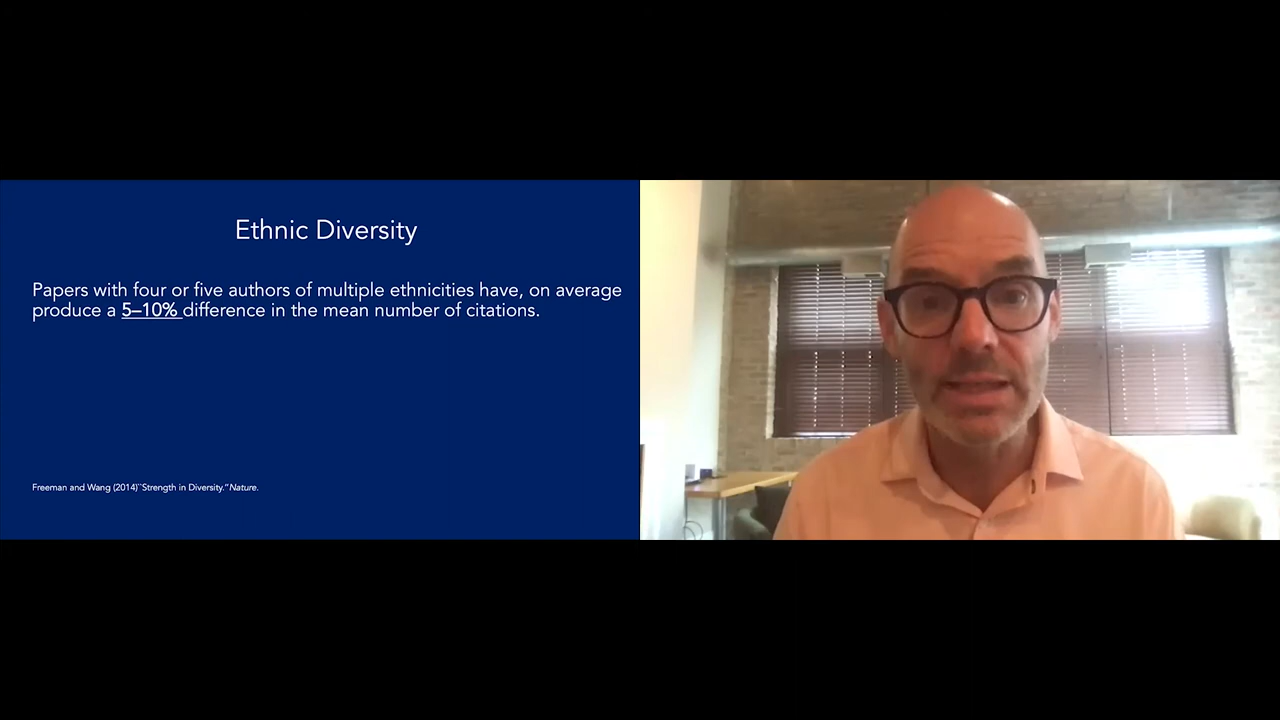 Ethnic Diversity
Papers with four or five authors of multiple ethnicities have, on average
produce a 5–10% difference in the mean number of citations.
Freeman and Wang (2014)``Strength in Diversity.”Nature.